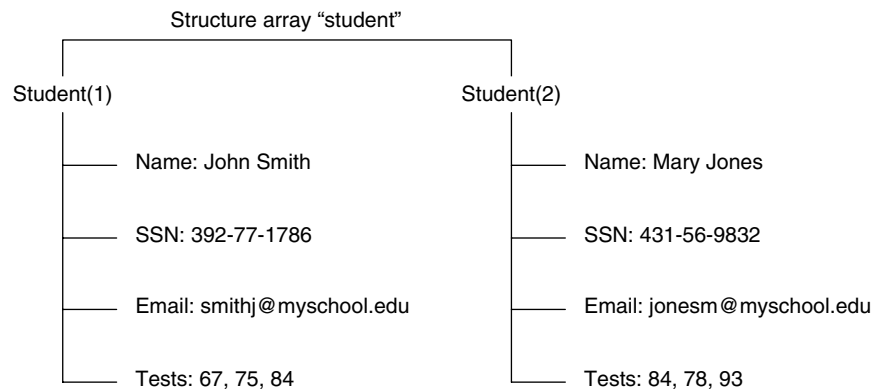 Structure array “student”
Student(1)
Name: John Smith
SSN: 392-77-1786
Email: smithj@myschool.edu
Tests: 67, 75, 84
Student(2)
Name: Mary Jones
SSN: 431-56-9832
Email: jonesm@myschool.edu
Tests: 84, 78, 93